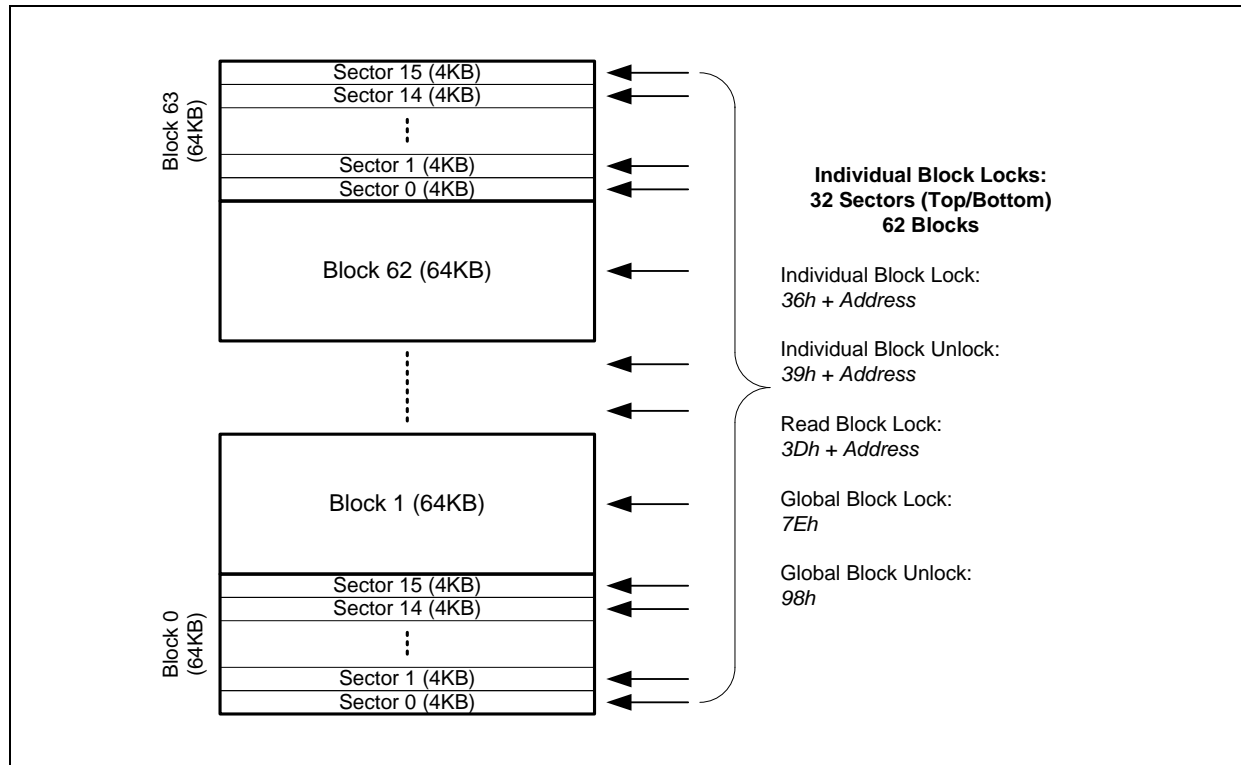 Block 63
(64KB)
Sector 15 (4KB)
Sector 14 (4KB)
Sector 1 (4KB)
Sector 0 (4KB)
Block 62 (64KB)
Block 1 (64KB)
Block 0
(64KB)
Sector 15 (4KB)
Sector 14 (4KB)
Sector 1 (4KB)
Sector 0 (4KB)
Individual Block Locks:
32 Sectors (Top/Bottom)
62 Blocks
Individual Block Lock:
36h + Address
Individual Block Unlock:
39h + Address
Read Block Lock:
3Dh + Address
Global Block Lock:
7Eh
Global Block Unlock:
98h